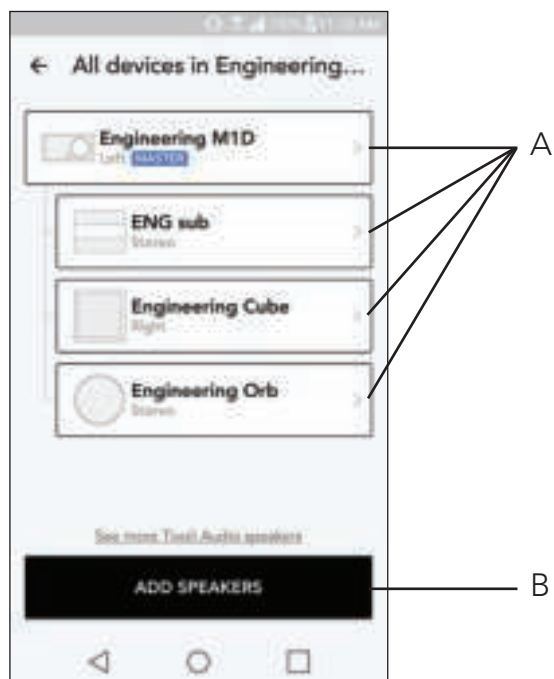 ← All devices in Engineering...
Engineering M1D
Left MASTER
ENG sub
Stereo
Engineering Cube
Right
Engineering Orb
Stereo
See more Tivoli Audio speakers
ADD SPEAKERS
A
B